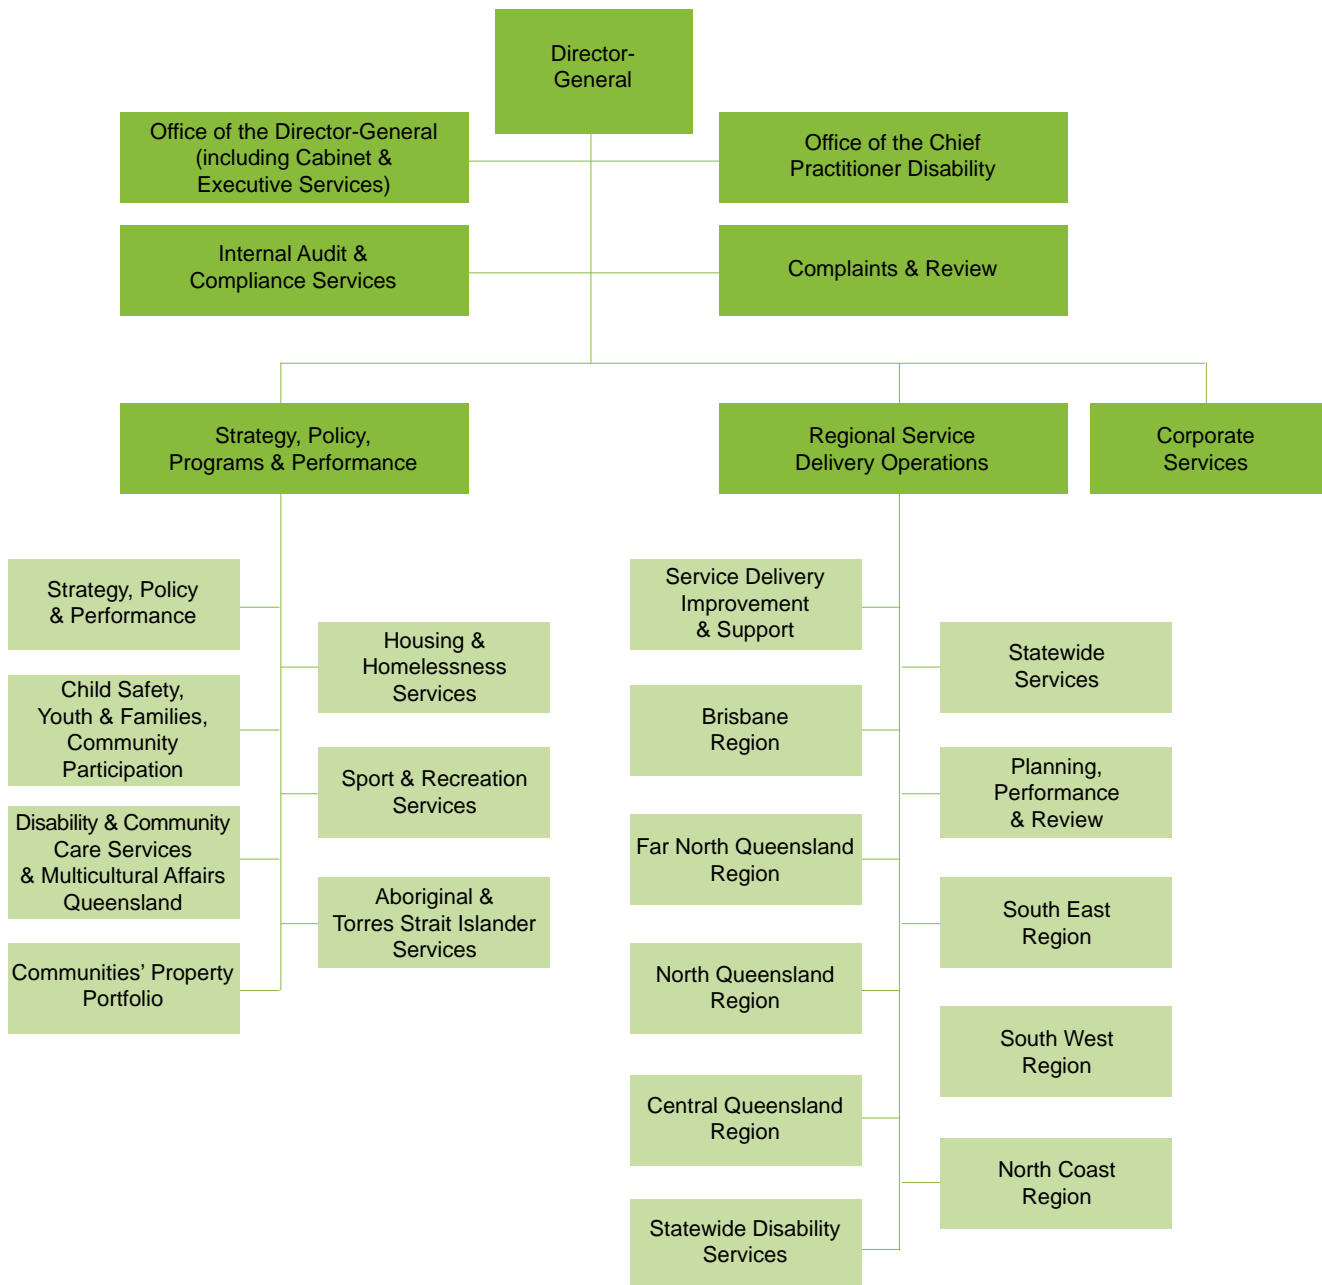 Director-
General
Office of the Director-General
(including Cabinet &
Executive Services)
Office of the Chief
Practitioner Disability
Internal Audit &
Compliance Services
Complaints & Review
Strategy, Policy,
Programs & Performance
Regional Service
Delivery Operations
Corporate
Services
Strategy, Policy
& Performance
Housing &
Homelessness
Services
Child Safety,
Youth & Families,
Community
Participation
Sport & Recreation
Services
Disability & Community
Care Services
& Multicultural Affairs
Queensland
Aboriginal &
Torres Strait Islander
Services
Communities’ Property
Portfolio
Service Delivery
Improvement
& Support
Statewide
Services
Brisbane
Region
Planning,
Performance
& Review
Far North Queensland
Region
South East
Region
North Queensland
Region
South West
Region
Central Queensland
Region
North Coast
Region
Statewide Disability
Services